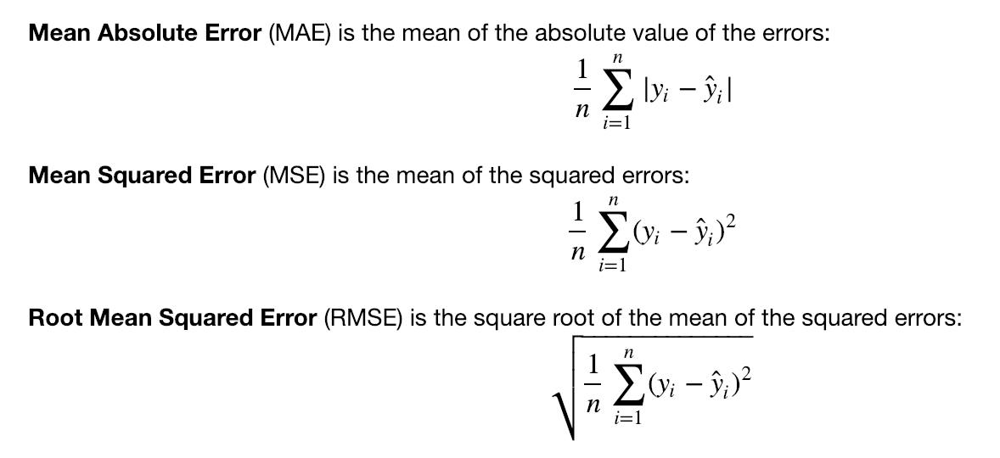 Mean Absolute Error (MAE) is the mean of the absolute value of the errors:
$\frac{1}{n} \sum_{i=1}^{n} |y_i - \hat{y}_i|$
Mean Squared Error (MSE) is the mean of the squared errors:
$\frac{1}{n} \sum_{i=1}^{n} (y_i - \hat{y}_i)^2$
Root Mean Squared Error (RMSE) is the square root of the mean of the squared errors:
$\sqrt{\frac{1}{n} \sum_{i=1}^{n} (y_i - \hat{y}_i)^2}$